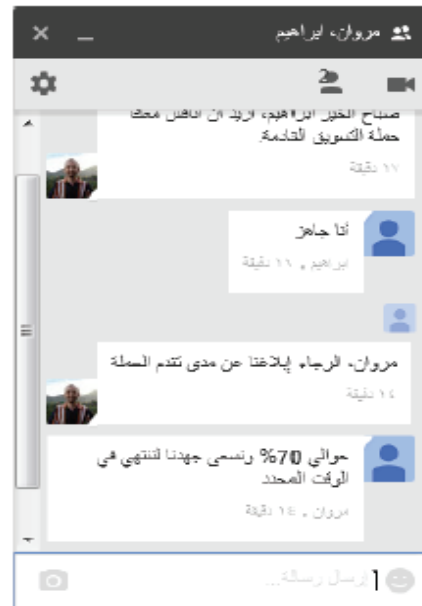 مروان، ابراهيم
2
صباح الخير ابراهيم، اريد ان اناقش معك
حملة التسويق القادمة.
١٧ دقيقة
أنا جاهز
ابراهيم . ١٦ دقيقة
مروان، الرجاء إبلاغنا عن مدى تقدم الحملة
١٤ دقيقة
حوالي 70% ونسعى جهدنا لننتهي في
الوقت المحدد
مروان . ١٤ دقيقة
إرسال رسالة...